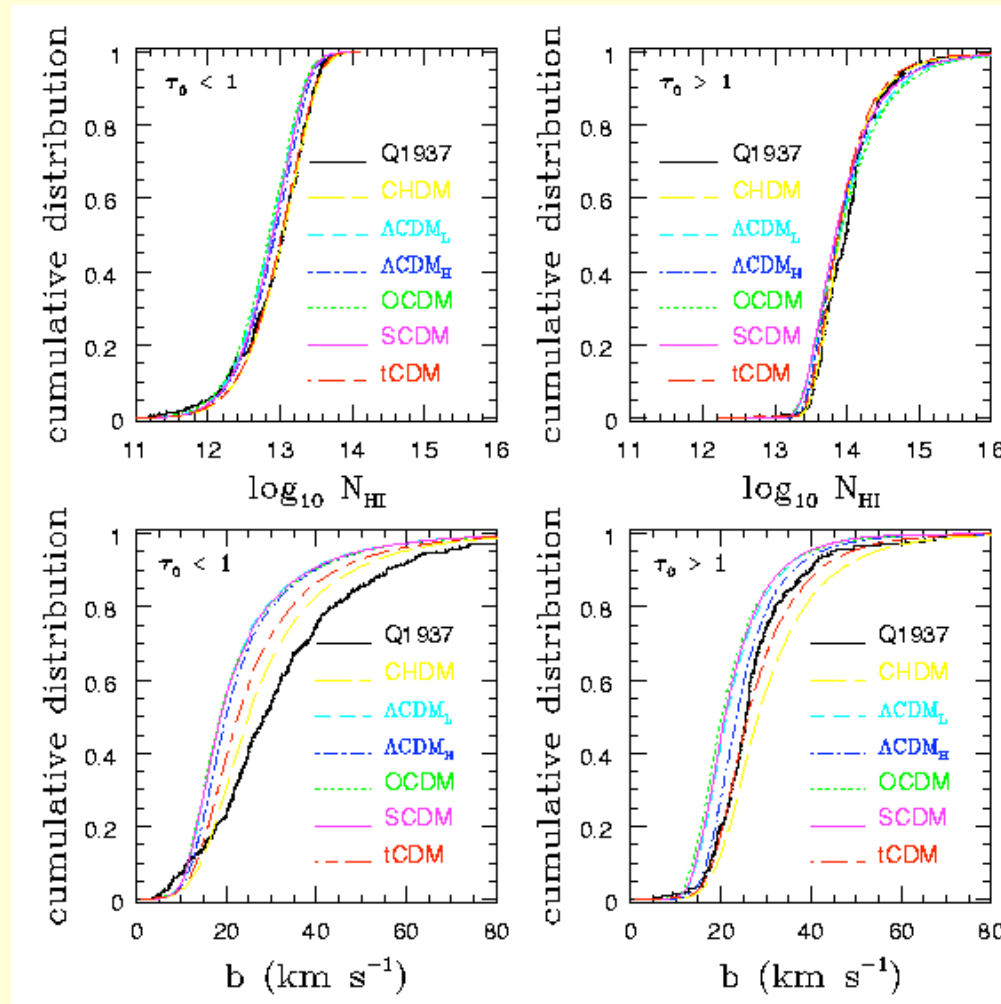 cumulative distribution
1
0.8
0.6
0.4
0.2
0
τ₀ < 1
Q1937
CHDM
ΛCDM_L
ΛCDM_H
OCDM
SCDM
tCDM
11 12 13 14 15 16
log₁₀ N_HI
cumulative distribution
1
0.8
0.6
0.4
0.2
0
τ₀ > 1
Q1937
CHDM
ΛCDM_L
ΛCDM_H
OCDM
SCDM
tCDM
11 12 13 14 15 16
log₁₀ N_HI
cumulative distribution
1
0.8
0.6
0.4
0.2
0
τ₀ < 1
Q1937
CHDM
ΛCDM_L
ΛCDM_H
OCDM
SCDM
tCDM
0 20 40 60 80
b (km s⁻¹)
cumulative distribution
1
0.8
0.6
0.4
0.2
0
τ₀ > 1
Q1937
CHDM
ΛCDM_L
ΛCDM_H
OCDM
SCDM
tCDM
0 20 40 60 80
b (km s⁻¹)